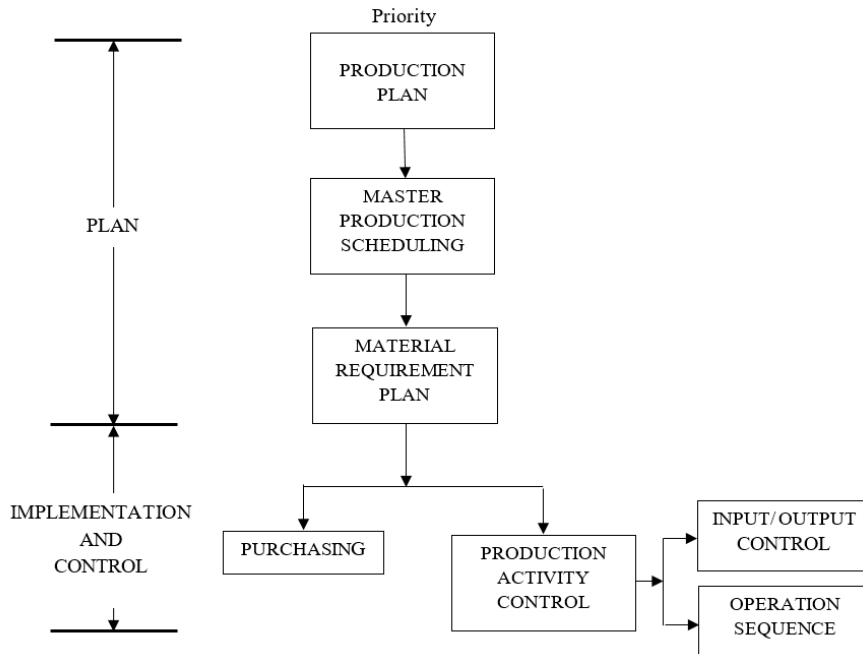 Priority
PRODUCTION
PLAN
MASTER
PRODUCTION
SCHEDULING
PLAN
MATERIAL
REQUIREMENT
PLAN
IMPLEMENTATION
AND
CONTROL
PURCHASING
PRODUCTION
ACTIVITY
CONTROL
INPUT/ OUTPUT
CONTROL
OPERATION
SEQUENCE